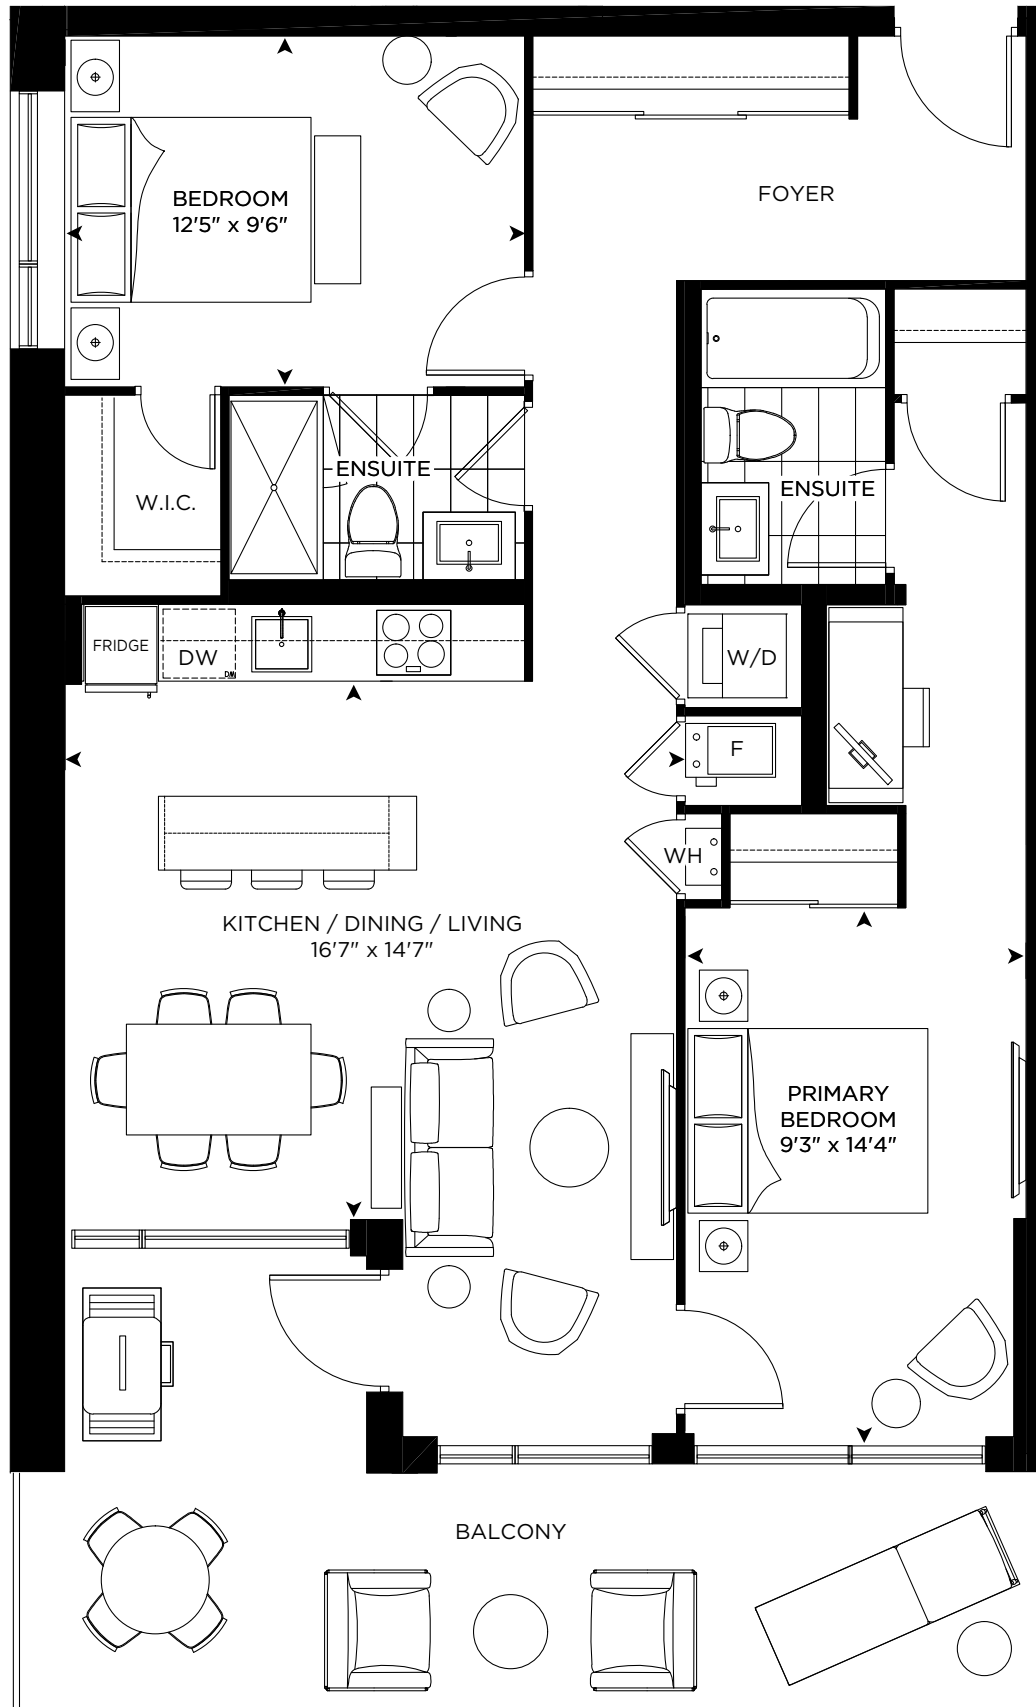 BEDROOM
12'5" x 9'6"
FOYER
ENSUITE
W.I.C.
ENSUITE
FRIDGE
DW
DW
W/D
F
WH
KITCHEN / DINING / LIVING
16'7" x 14'7"
PRIMARY
BEDROOM
9'3" x 14'4"
BALCONY